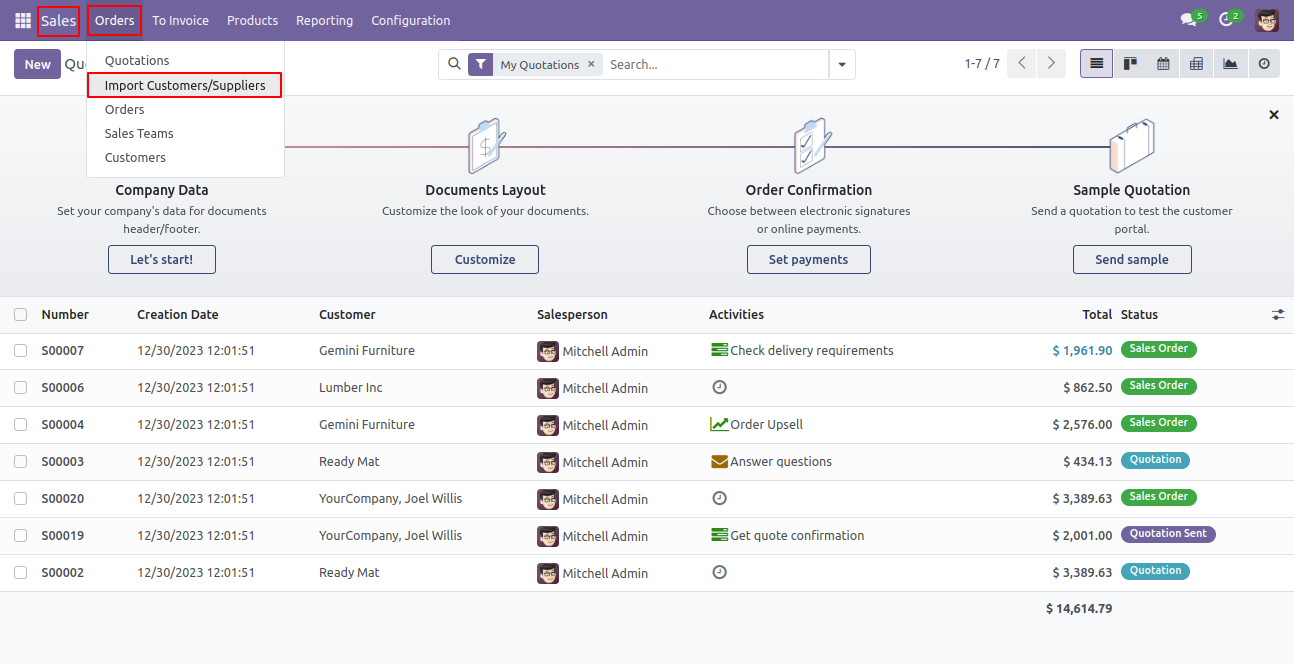 Sales Orders To Invoice Products Reporting Configuration 5 2
New Quo My Quotations × Search... 1-7 / 7
Quotations
Import Customers/Suppliers
Orders
Sales Teams
Customers
Company Data
Set your company's data for documents
header/footer.
Let's start!
$
Documents Layout
Customize the look of your documents.
Customize
Order Confirmation
Choose between electronic signatures
or online payments.
Set payments
Sample Quotation
Send a quotation to test the customer
portal.
Send sample
Number Creation Date Customer Salesperson Activities Total Status
S00007 12/30/2023 12:01:51 Gemini Furniture Mitchell Admin Check delivery requirements $ 1,961.90 Sales Order
S00006 12/30/2023 12:01:51 Lumber Inc Mitchell Admin $ 862.50 Sales Order
S00004 12/30/2023 12:01:51 Gemini Furniture Mitchell Admin Order Upsell $ 2,576.00 Sales Order
S00003 12/30/2023 12:01:51 Ready Mat Mitchell Admin Answer questions $ 434.13 Quotation
S00020 12/30/2023 12:01:51 YourCompany, Joel Willis Mitchell Admin $ 3,389.63 Sales Order
S00019 12/30/2023 12:01:51 YourCompany, Joel Willis Mitchell Admin Get quote confirmation $ 2,001.00 Quotation Sent
S00002 12/30/2023 12:01:51 Ready Mat Mitchell Admin $ 3,389.63 Quotation
$ 14,614.79